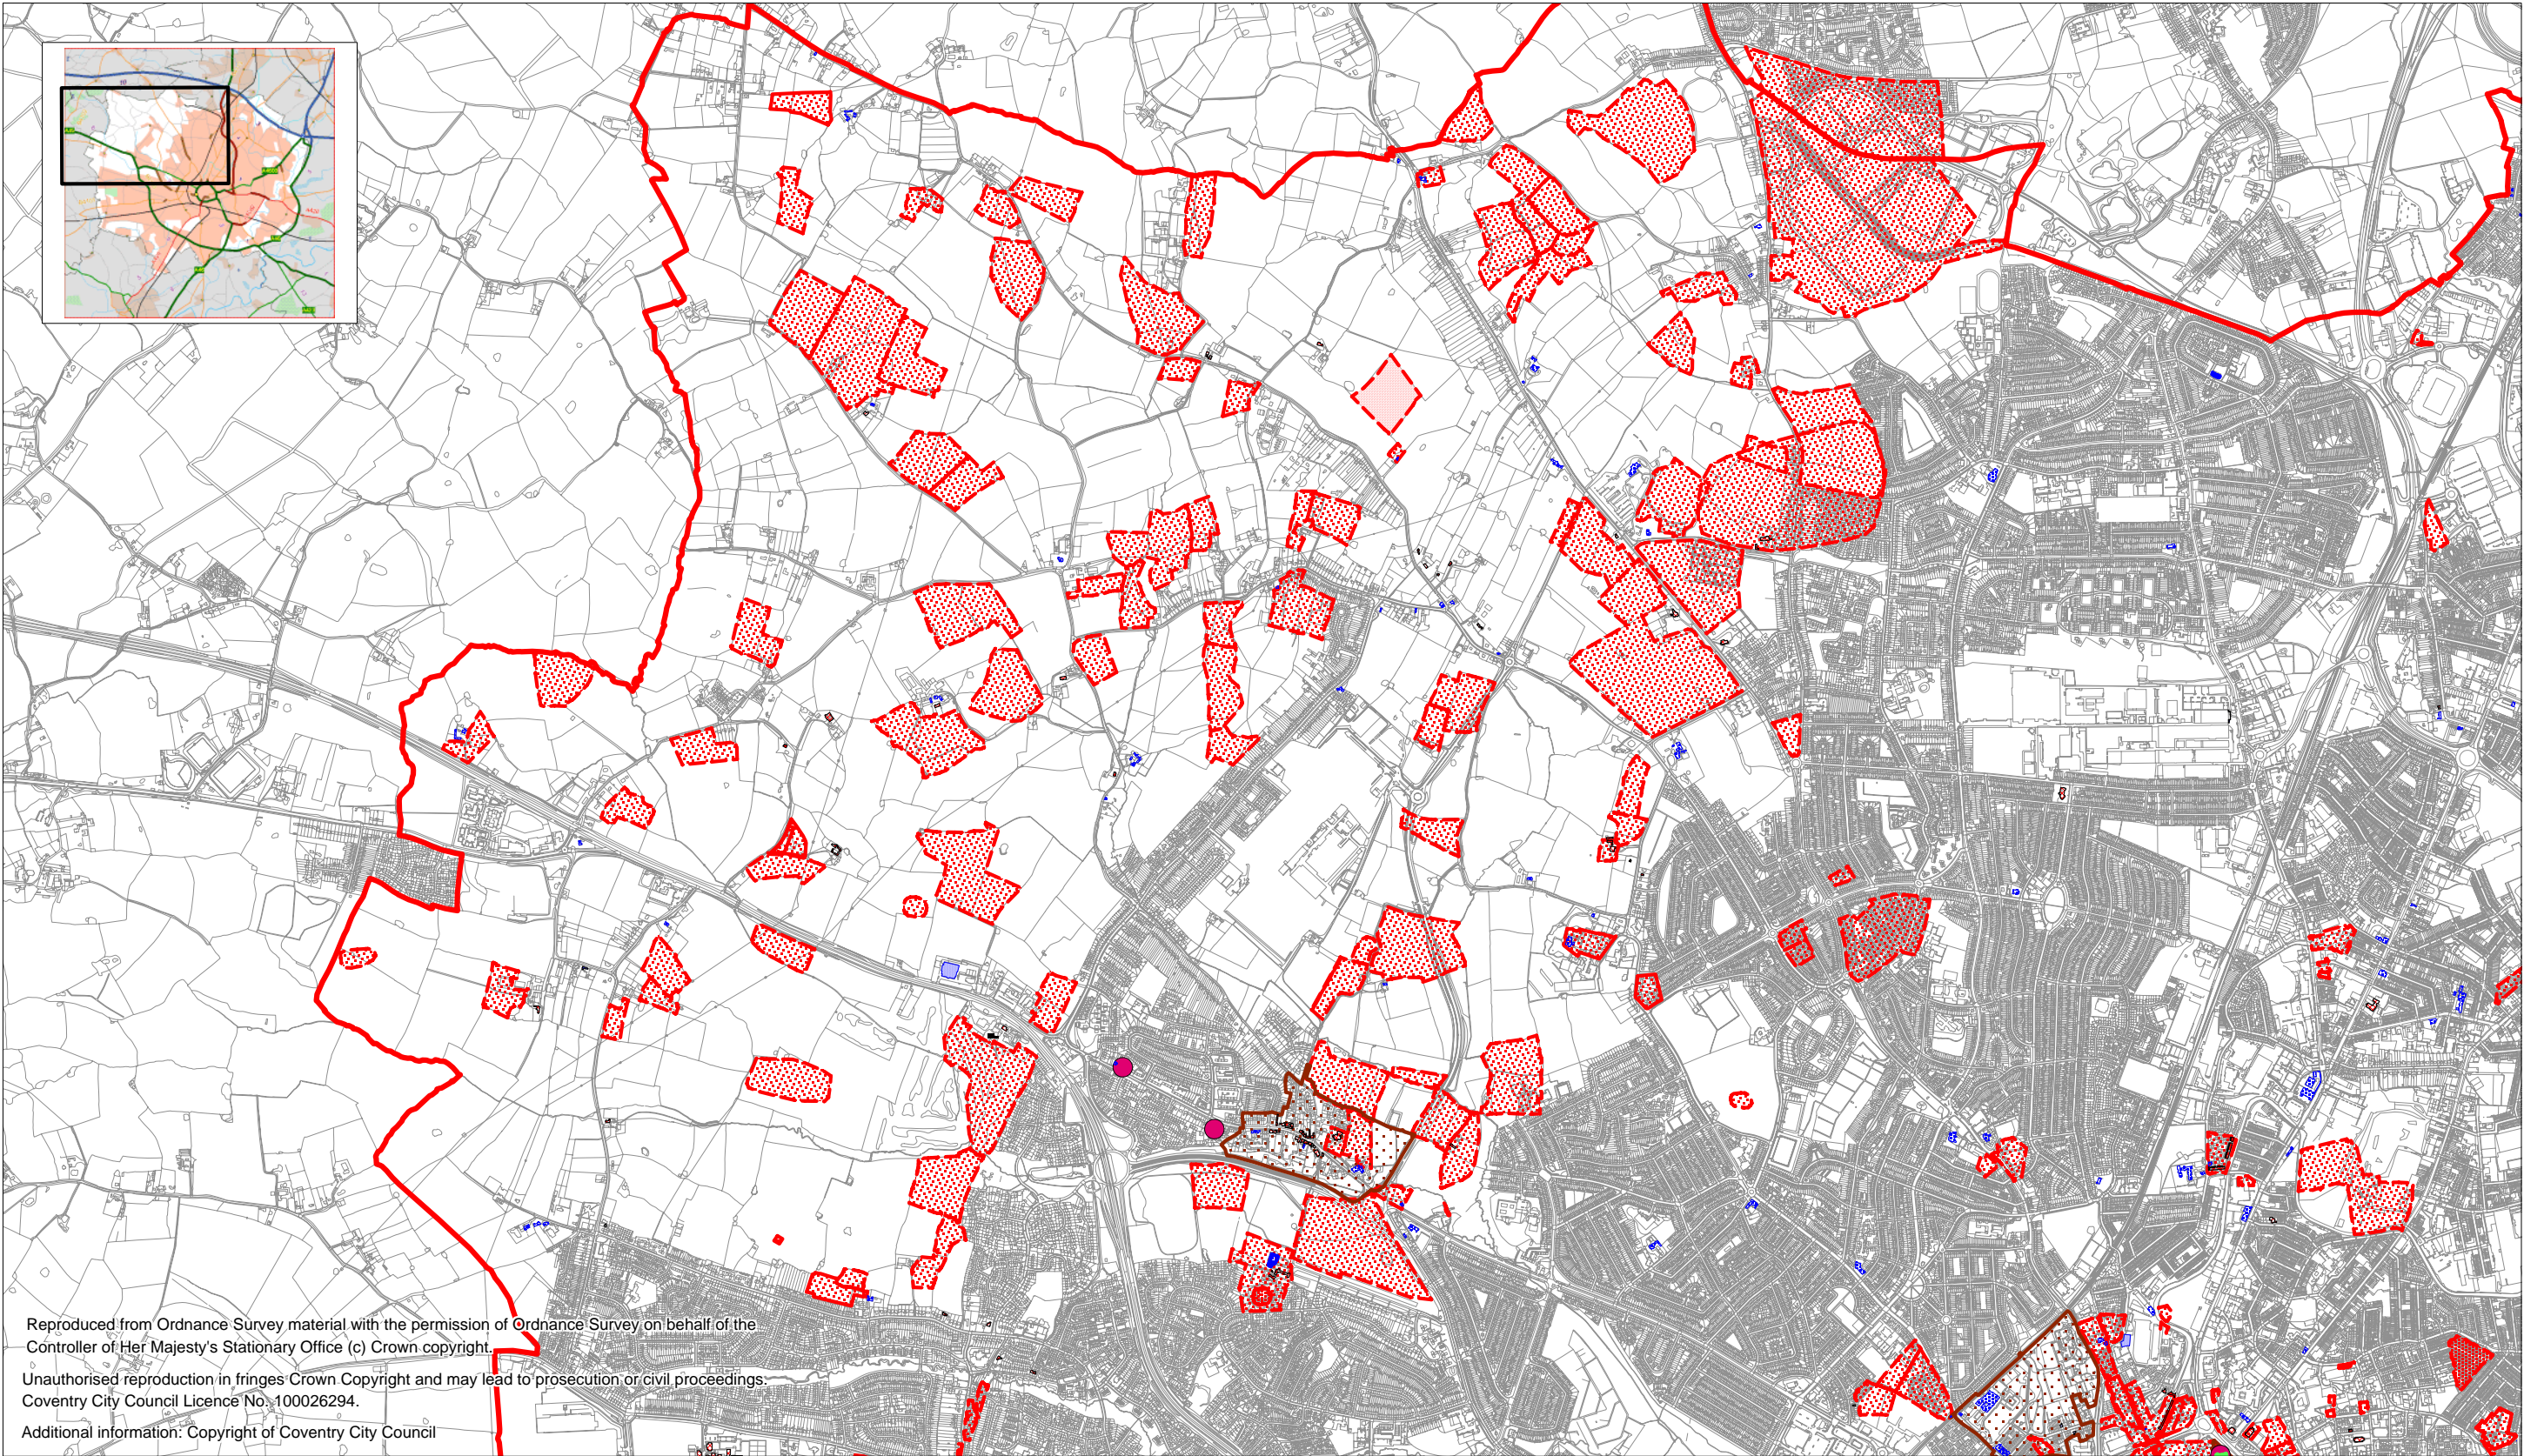 Reproduced from Ordnance Survey material with the permission of Ordnance Survey on behalf of the
Controller of Her Majesty's Stationary Office (c) Crown copyright.
Unauthorised reproduction in fringes Crown Copyright and may lead to prosecution or civil proceedings.
Coventry City Council Licence No. 100026294.
Additional information: Copyright of Coventry City Council